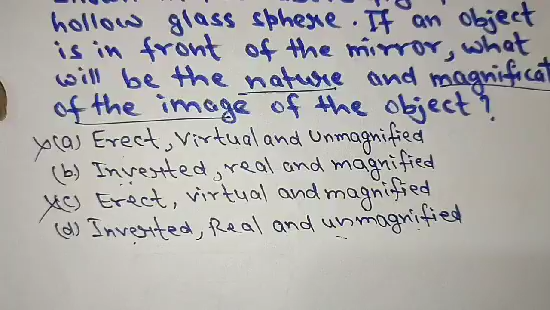 hollow glass sphere. If an object
is in front of the mirror, what
will be the nature and magnificat
of the image of the object?
(a) Erect, Virtual and Unmagnified
(b) Inverted, real and magnified
(c) Erect, virtual and magnified
(d) Inverted, Real and unmagnified